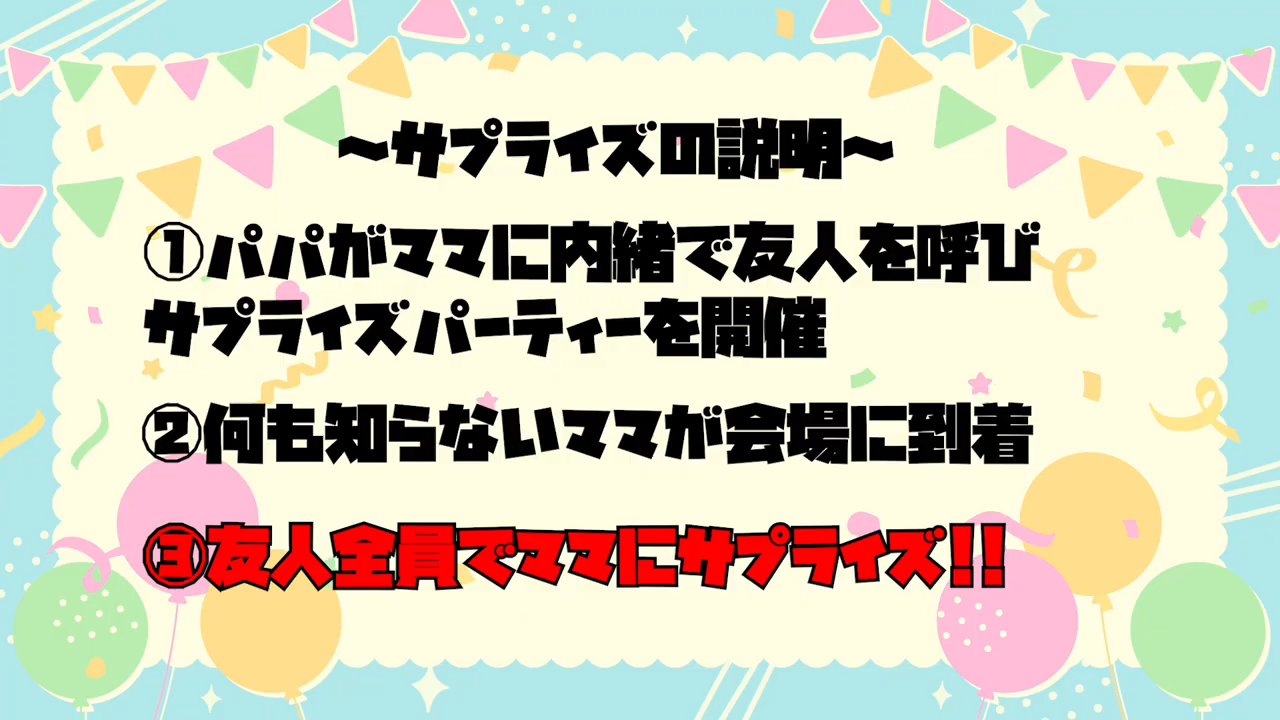 ～サプライズの説明～
①パパがママに内緒で友人を呼び
サプライズパーティーを開催
②何も知らないママが会場に到着
③友人全員でママにサプライズ!!